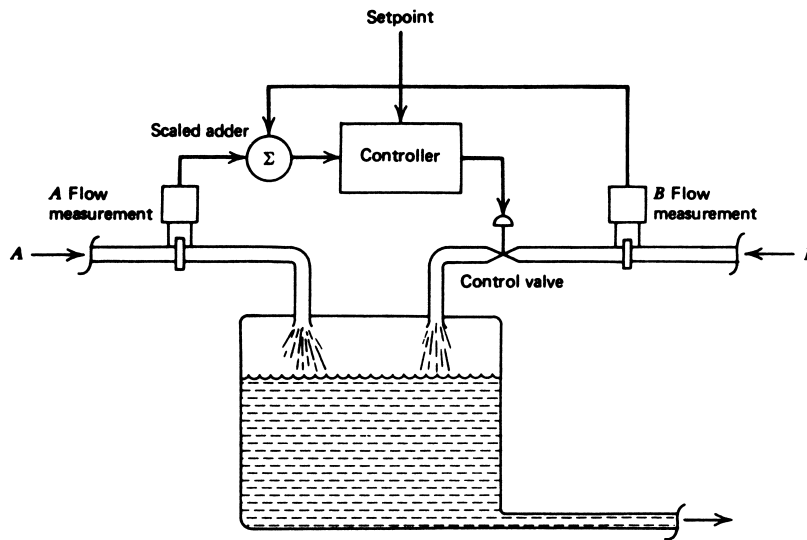 Setpoint
Scaled adder
Σ
Controller
A Flow
measurement
B Flow
measurement
A
Control valve